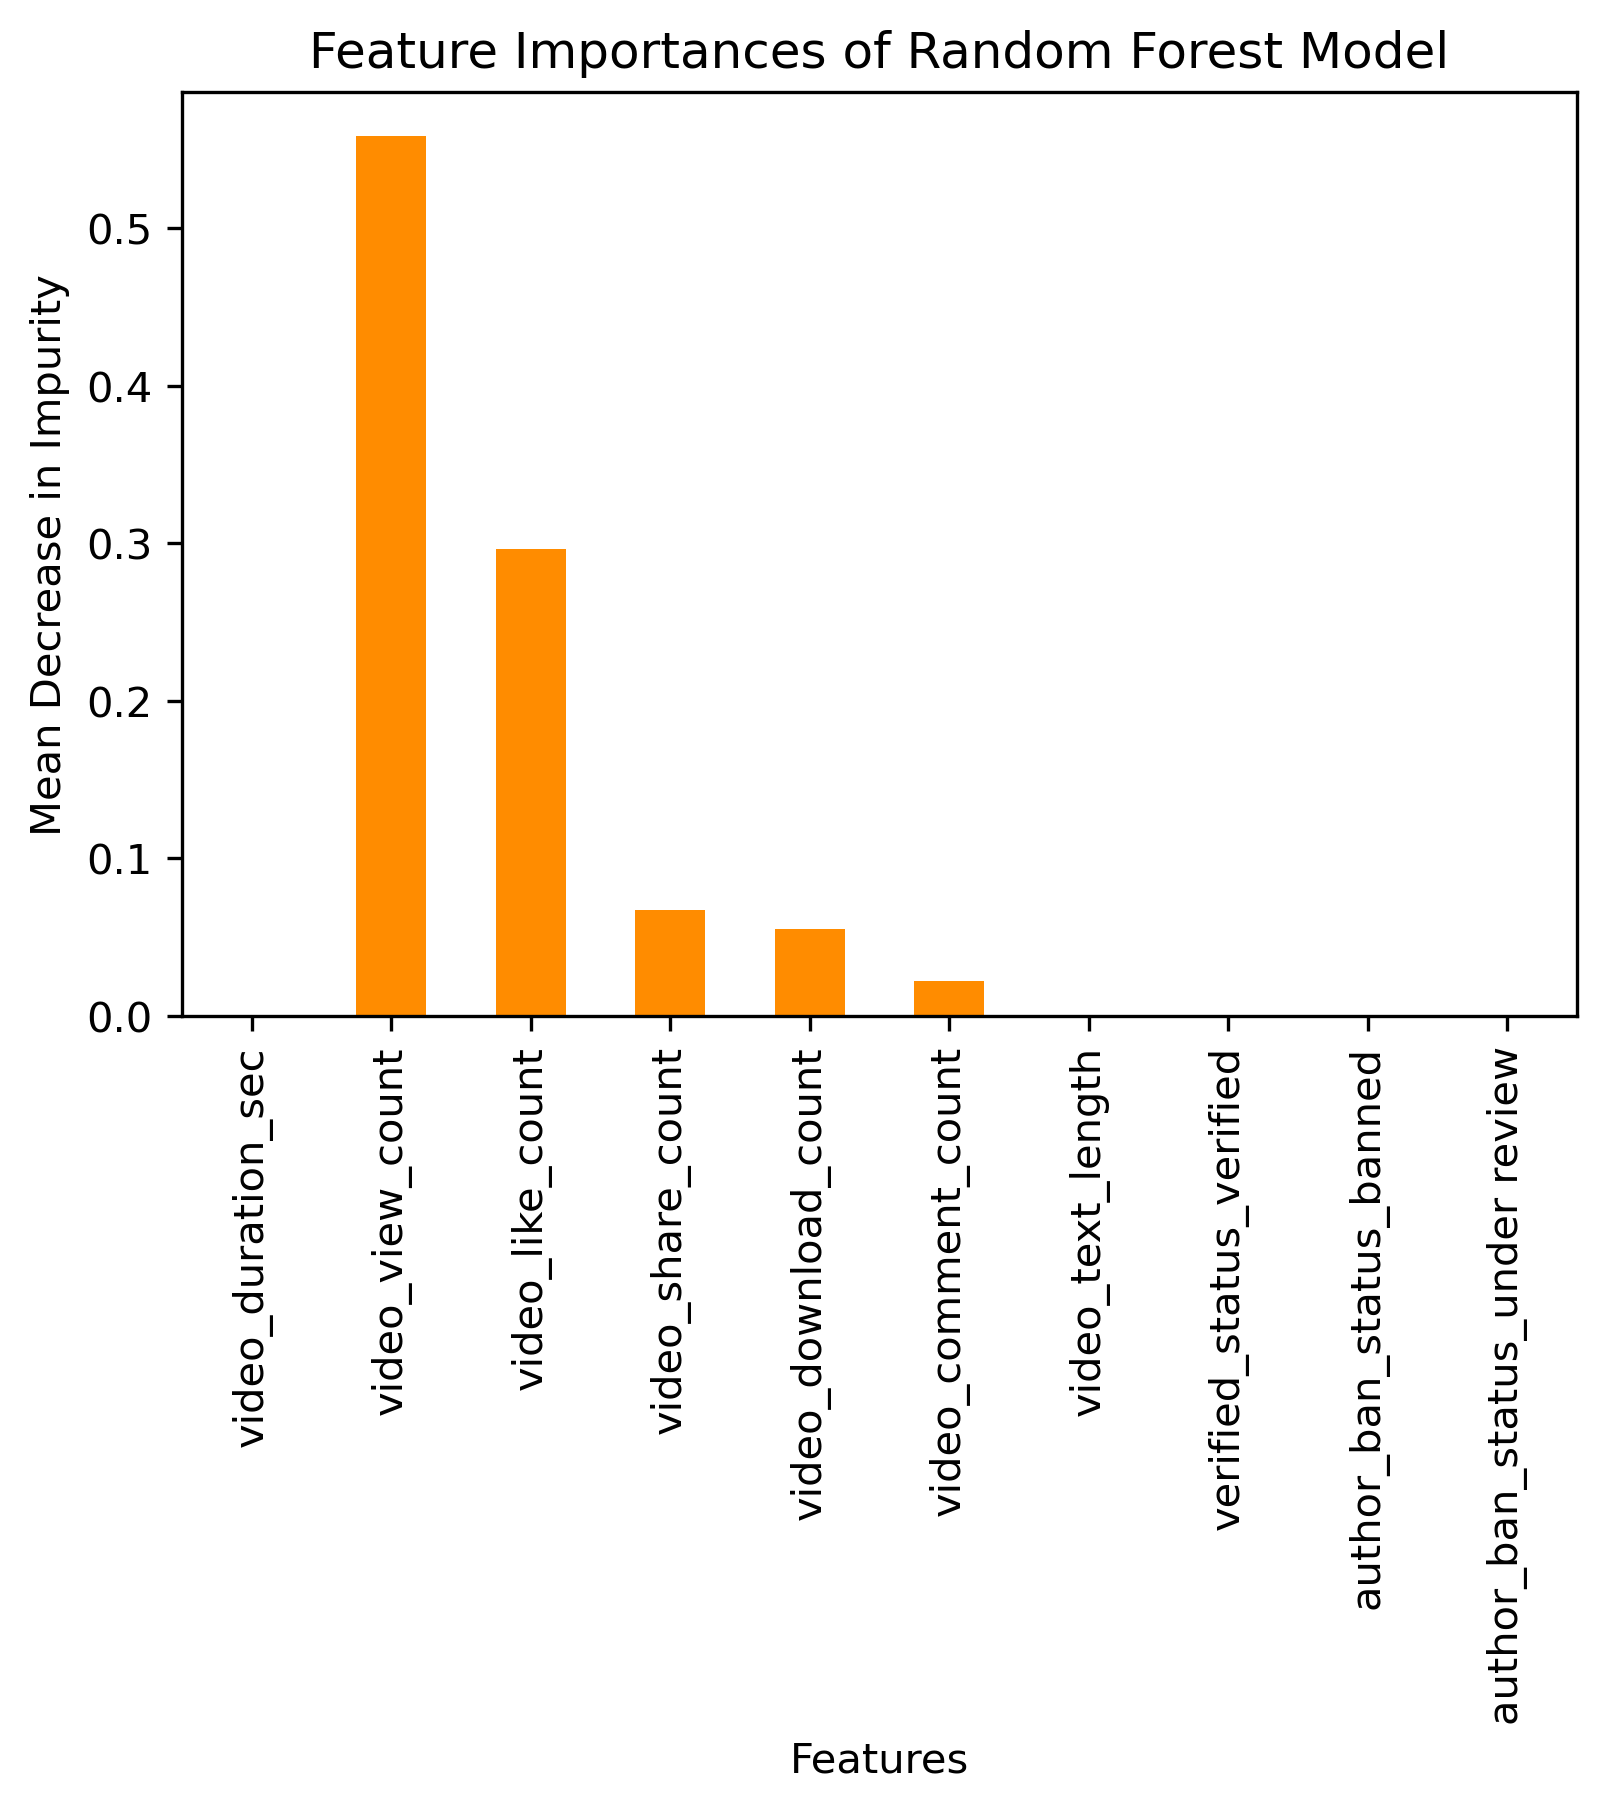 Feature Importances of Random Forest Model
Mean Decrease in Impurity
0.5
0.4
0.3
0.2
0.1
0.0
video_duration_sec
video_view_count
video_like_count
video_share_count
video_download_count
video_comment_count
video_text_length
verified_status_verified
author_ban_status_banned
author_ban_status_under review
Features